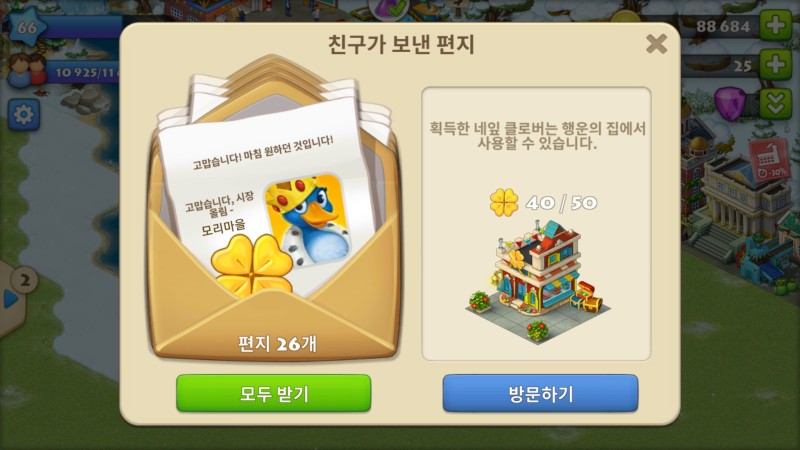 66
친구가 보낸 편지
88 684
25
고맙습니다! 마침 원하던 것입니다!
고맙습니다, 시장
올림 -
모리마을
획득한 네잎 클로버는 행운의 집에서
사용할 수 있습니다.
40 / 50
-30%
2
편지 26개
모두 받기
방문하기